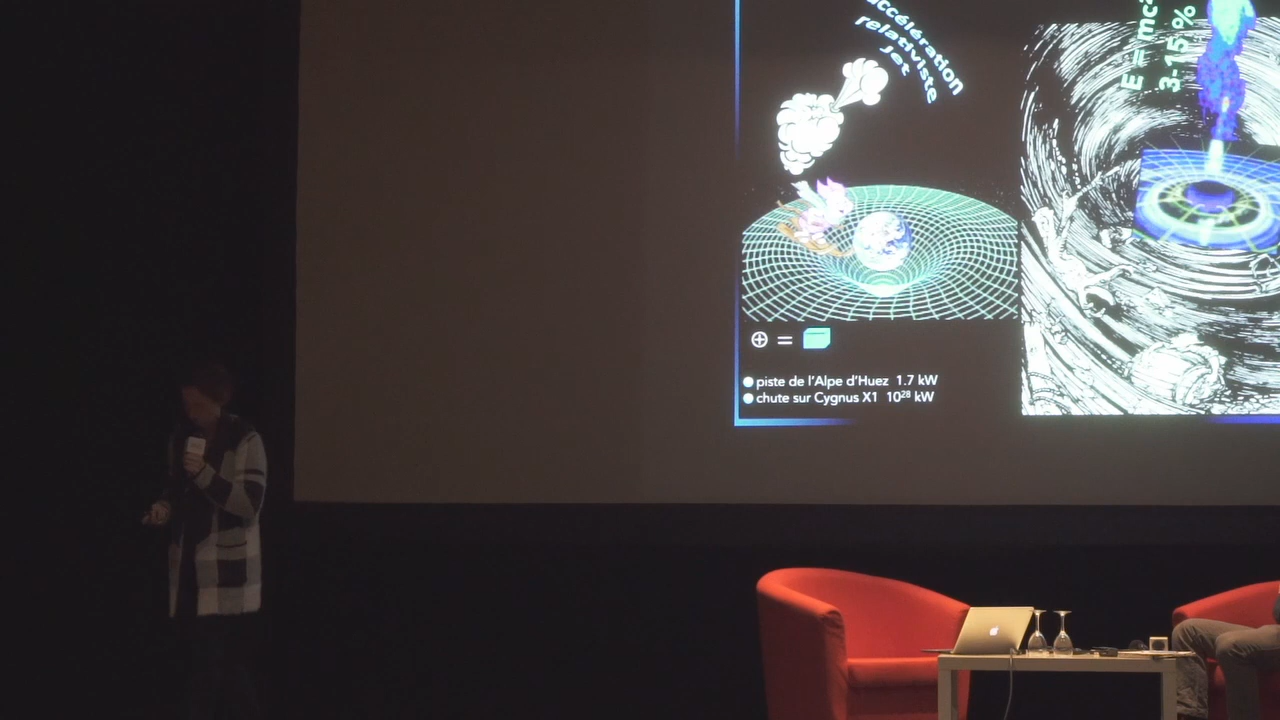 accélération
relativiste
jet
E = mc²
3-15 %
⊕ =
piste de l'Alpe d'Huez 1.7 kW
chute sur Cygnus X1 10²⁸ kW